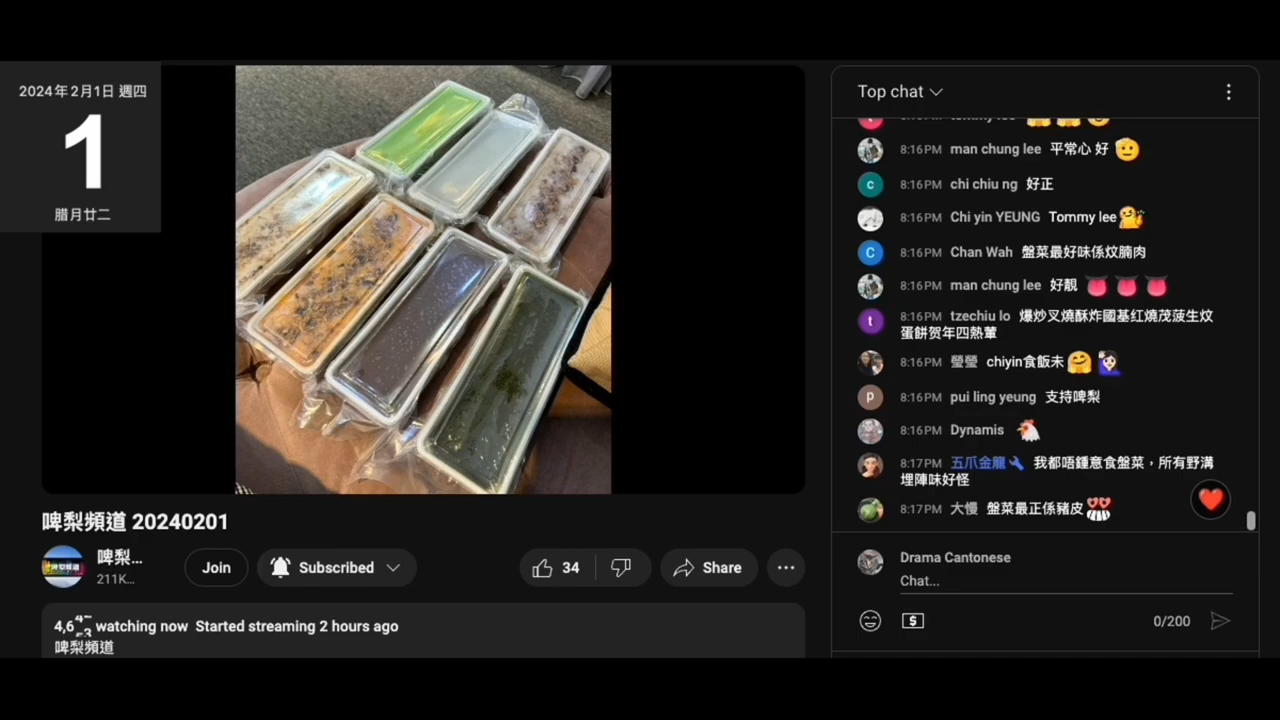 2024年2月1日 週四
1
腊月廿二
Top chat
8:16PM man chung lee 平常心 好
8:16PM chi chiu ng 好正
8:16PM Chi yin YEUNG Tommy lee
8:16PM Chan Wah 盤菜最好味係炆腩肉
8:16PM man chung lee 好靚
8:16PM tzechiu lo 爆炒叉燒酥炸國基红燒茂菠生炆
蛋餅贺年四熱葷
8:16PM 瑩瑩 chiyin食飯未
8:16PM pui ling yeung 支持啤梨
8:16PM Dynamis
8:17PM 五爪金龍 我都唔鍾意食盤菜，所有野溝
埋陣味好怪
8:17PM 大慢 盤菜最正係豬皮
啤梨頻道 20240201
啤梨...
211K...
Join
Subscribed
34
Share
4,6 watching now Started streaming 2 hours ago
啤梨頻道
Drama Cantonese
Chat...
0/200